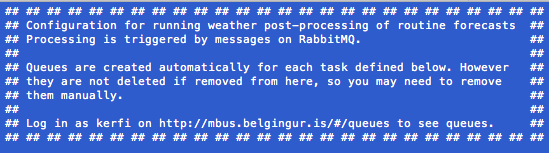 ## ## ## ## ## ## ## ## ## ## ## ## ## ## ## ## ## ## ## ## ## ## ## ## ## ##
## Configuration for running weather post-processing of routine forecasts  ##
## Processing is triggered by messages on RabbitMQ.                        ##
##                                                                         ##
## Queues are created automatically for each task defined below. However   ##
## they are not deleted if removed from here, so you may need to remove    ##
## them manually.                                                          ##
##                                                                         ##
## Log in as kerfi on http://mbus.belgingur.is/#/queues to see queues.     ##
## ## ## ## ## ## ## ## ## ## ## ## ## ## ## ## ## ## ## ## ## ## ## ## ## ##